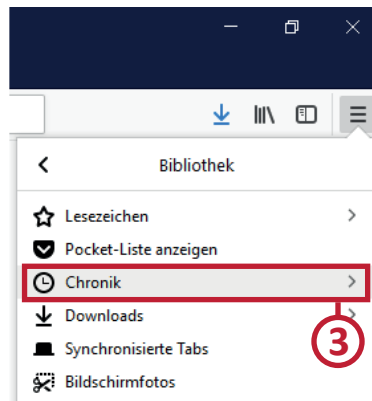 Bibliothek
Lesezeichen
Pocket-Liste anzeigen
Chronik
Downloads
3
Synchronisierte Tabs
Bildschirmfotos